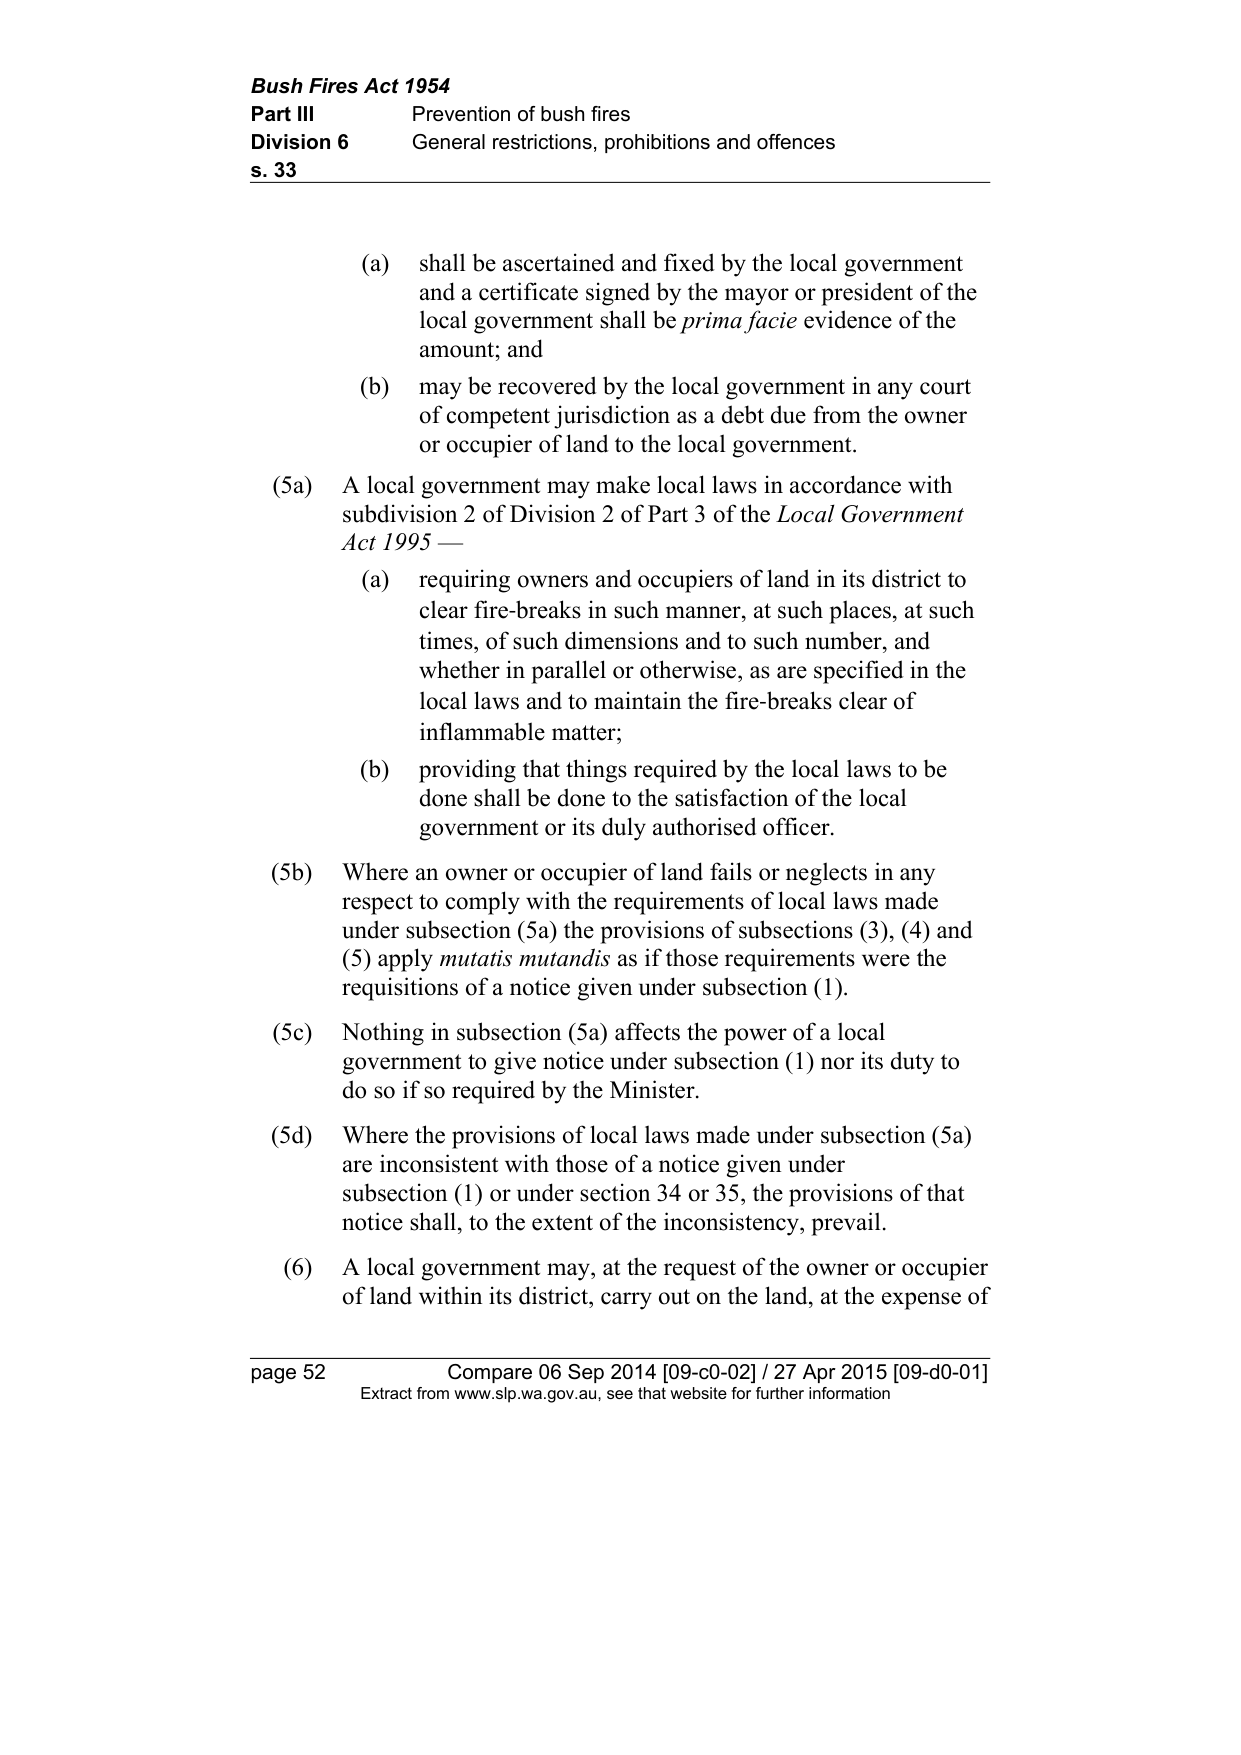 Bush Fires Act 1954
Part III Prevention of bush fires
Division 6 General restrictions, prohibitions and offences
s. 33
(a) shall be ascertained and fixed by the local government
and a certificate signed by the mayor or president of the
local government shall be prima facie evidence of the
amount; and
(b) may be recovered by the local government in any court
of competent jurisdiction as a debt due from the owner
or occupier of land to the local government.
(5a) A local government may make local laws in accordance with
subdivision 2 of Division 2 of Part 3 of the Local Government
Act 1995 —
(a) requiring owners and occupiers of land in its district to
clear fire-breaks in such manner, at such places, at such
times, of such dimensions and to such number, and
whether in parallel or otherwise, as are specified in the
local laws and to maintain the fire-breaks clear of
inflammable matter;
(b) providing that things required by the local laws to be
done shall be done to the satisfaction of the local
government or its duly authorised officer.
(5b) Where an owner or occupier of land fails or neglects in any
respect to comply with the requirements of local laws made
under subsection (5a) the provisions of subsections (3), (4) and
(5) apply mutatis mutandis as if those requirements were the
requisitions of a notice given under subsection (1).
(5c) Nothing in subsection (5a) affects the power of a local
government to give notice under subsection (1) nor its duty to
do so if so required by the Minister.
(5d) Where the provisions of local laws made under subsection (5a)
are inconsistent with those of a notice given under
subsection (1) or under section 34 or 35, the provisions of that
notice shall, to the extent of the inconsistency, prevail.
(6) A local government may, at the request of the owner or occupier
of land within its district, carry out on the land, at the expense of
page 52 Compare 06 Sep 2014 [09-c0-02] / 27 Apr 2015 [09-d0-01]
Extract from www.slp.wa.gov.au, see that website for further information